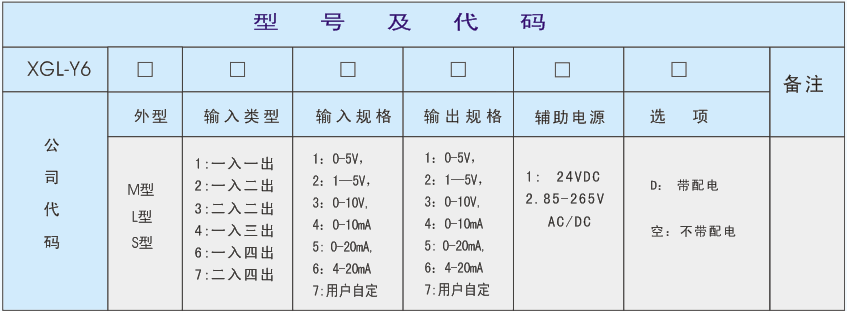 型 号 及 代 码
XGL-Y6 □ □ □ □ □ □ 备注
公司代码 外型 输入类型 输入规格 输出规格 辅助电源 选 项
M型
L型
S型
1:一入一出
2:一入二出
3:二入二出
4:一入三出
6:一入四出
7:二入四出
1: 0-5V,
2: 1—5V,
3: 0-10V,
4: 0-10mA
5: 0-20mA,
6: 4-20mA
7:用户自定
1: 0-5V,
2: 1—5V,
3: 0-10V,
4: 0-10mA
5: 0-20mA,
6: 4-20mA
7:用户自定
1: 24VDC
2.85-265V
AC/DC
D: 带配电
空: 不带配电